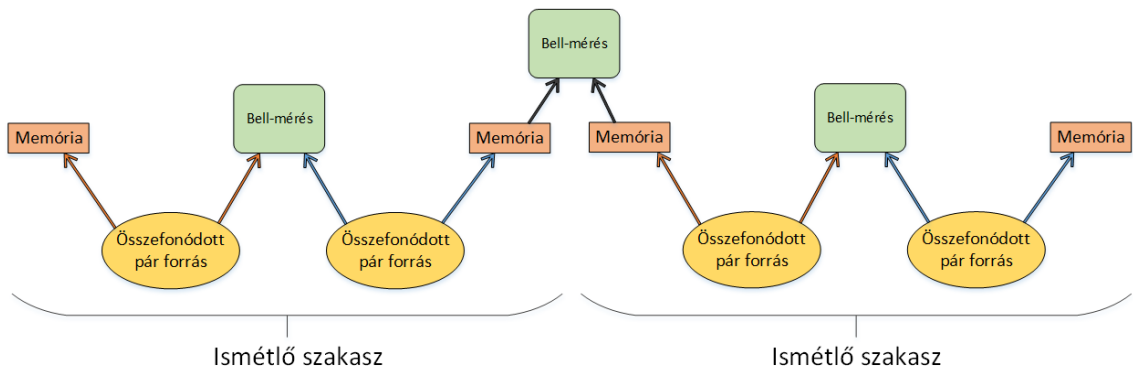 Bell-mérés
Bell-mérés
Bell-mérés
Memória
Memória
Memória
Memória
Összefonódott
pár forrás
Összefonódott
pár forrás
Összefonódott
pár forrás
Összefonódott
pár forrás
Ismétlő szakasz
Ismétlő szakasz